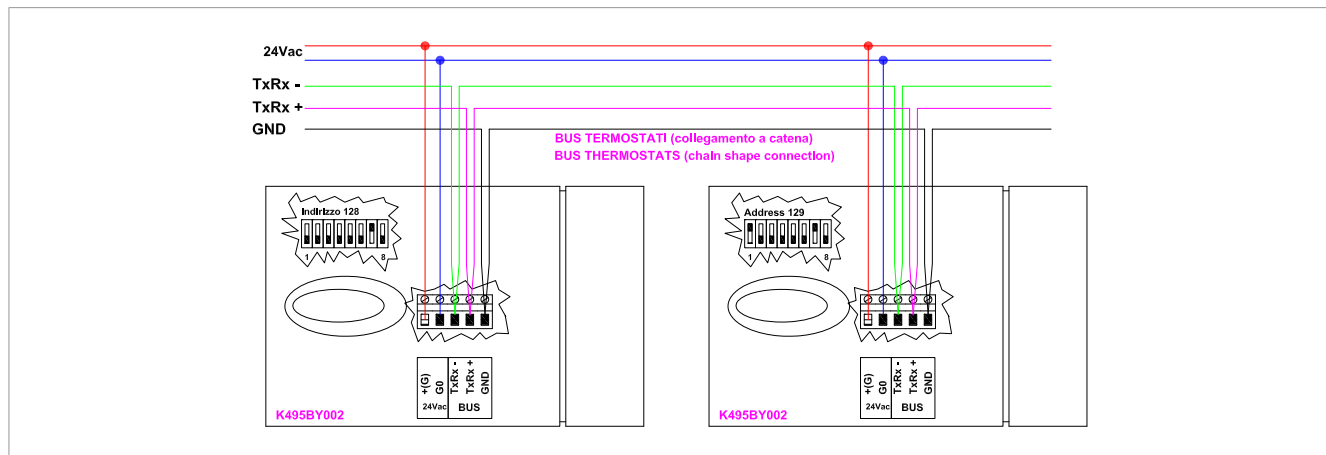 24Vac
TxRx -
TxRx +
GND
BUS TERMOSTATI (collegamento a catena)
BUS THERMOSTATS (chain shape connection)
Indirizzo 128
1 8
+(G) G0 TxRx - TxRx + GND
24Vac BUS
K495BY002
Address 129
1 8
+(G) G0 TxRx - TxRx + GND
24Vac BUS
K495BY002